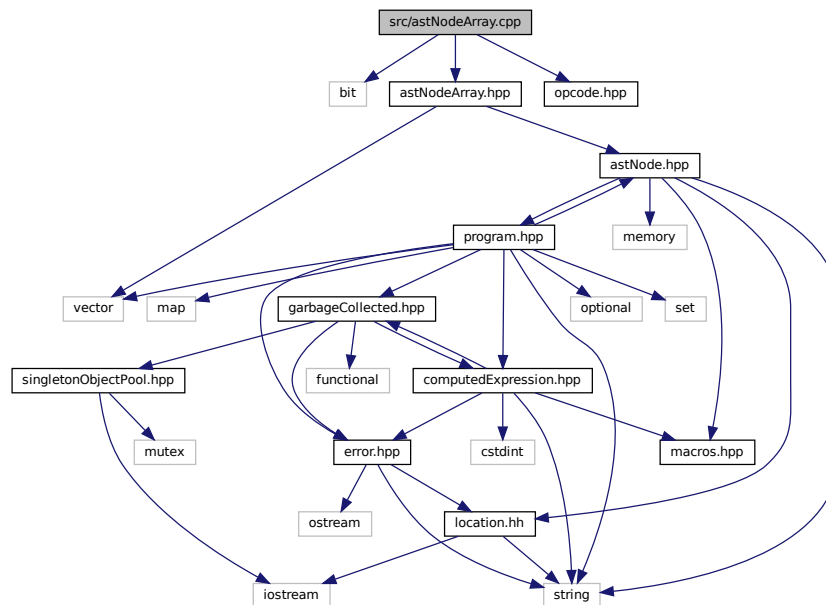 src/astNodeArray.cpp
bit
astNodeArray.hpp
opcode.hpp
astNode.hpp
program.hpp
memory
vector
map
garbageCollected.hpp
optional
set
singletonObjectPool.hpp
functional
computedExpression.hpp
mutex
error.hpp
cstdint
macros.hpp
ostream
location.hh
iostream
string